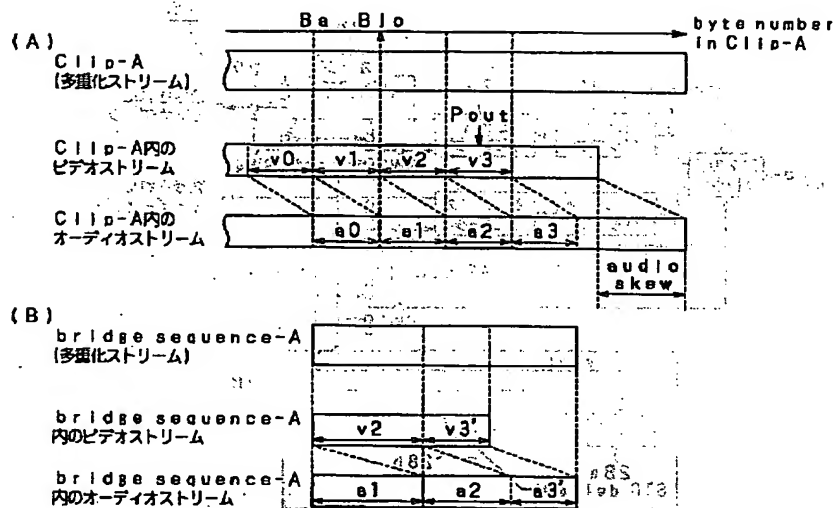 Ba Blo
byte number
in Clip-A
(A)
Clip-A
(多重化ストリーム)
Pout
Clip-A内の
ビデオストリーム
v0 v1 v2 v3
Clip-A内の
オーディオストリーム
a0 a1 a2 a3
audio
skew
(B)
bridge sequence-A
(多重化ストリーム)
bridge sequence-A
内のビデオストリーム
v2 v3'
bridge sequence-A
内のオーディオストリーム
a1 a2 a3'